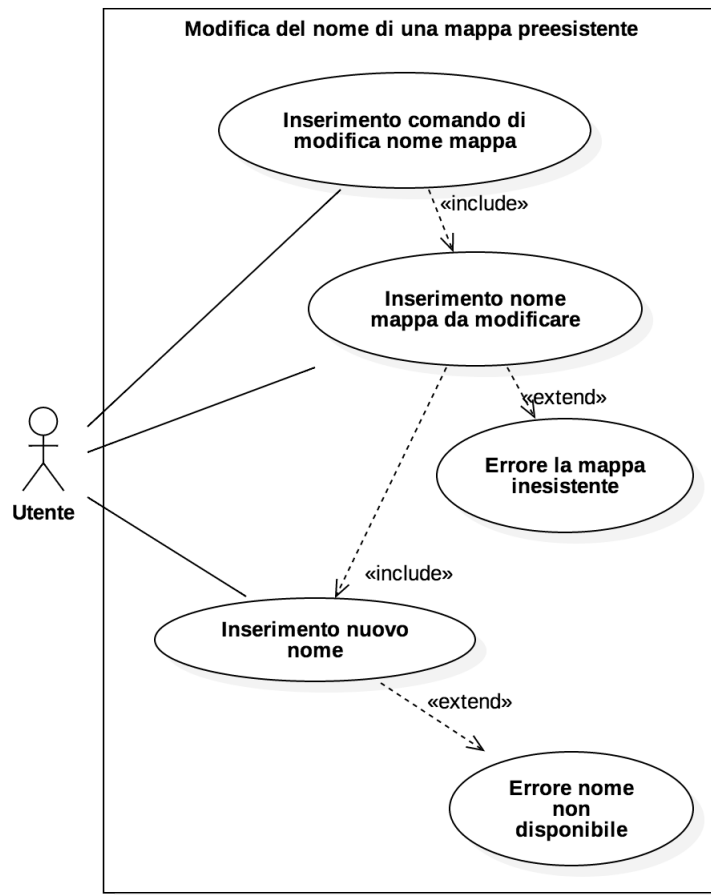 Modifica del nome di una mappa preesistente
Inserimento comando di
modifica nome mappa
«include»
Inserimento nome
mappa da modificare
«extend»
Errore la mappa
inesistente
Utente
«include»
Inserimento nuovo
nome
«extend»
Errore nome
non
disponibile